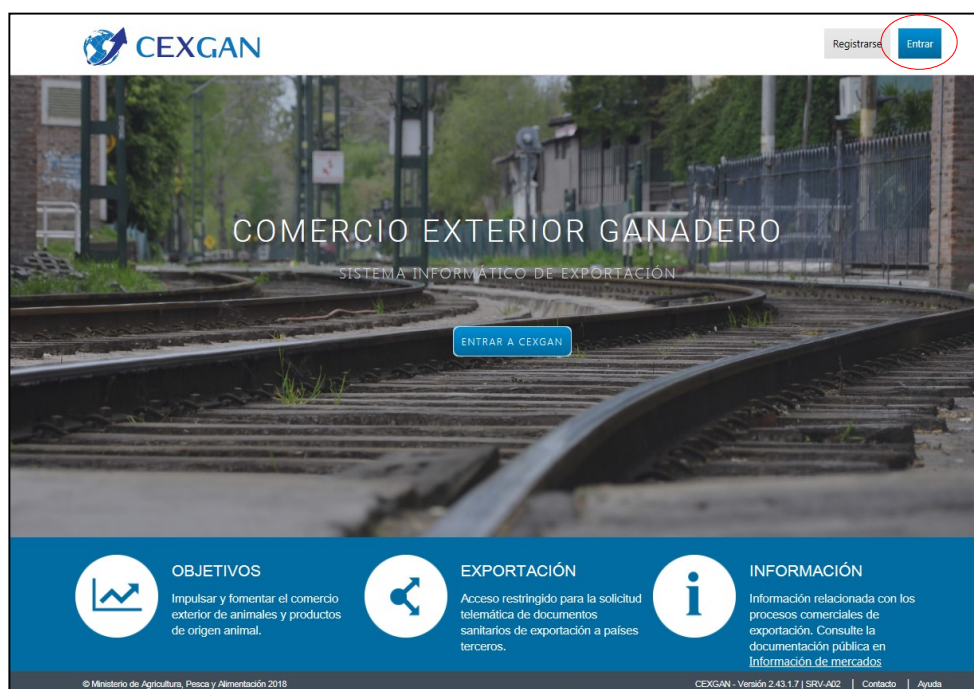 CEXGAN
Registrarse
Entrar
COMERCIO EXTERIOR GANADERO
SISTEMA INFORMÁTICO DE EXPORTACIÓN
ENTRAR A CEXGAN
OBJETIVOS
Impulsar y fomentar el comercio
exterior de animales y productos
de origen animal.
EXPORTACIÓN
Acceso restringido para la solicitud
telemática de documentos
sanitarios de exportación a países
terceros.
INFORMACIÓN
Información relacionada con los
procesos comerciales de
exportación. Consulte la
documentación pública en
Información de mercados
© Ministerio de Agricultura, Pesca y Alimentación 2018
CEXGAN - Versión 2.43.1.7 | SRV-A02 | Contacto | Ayuda